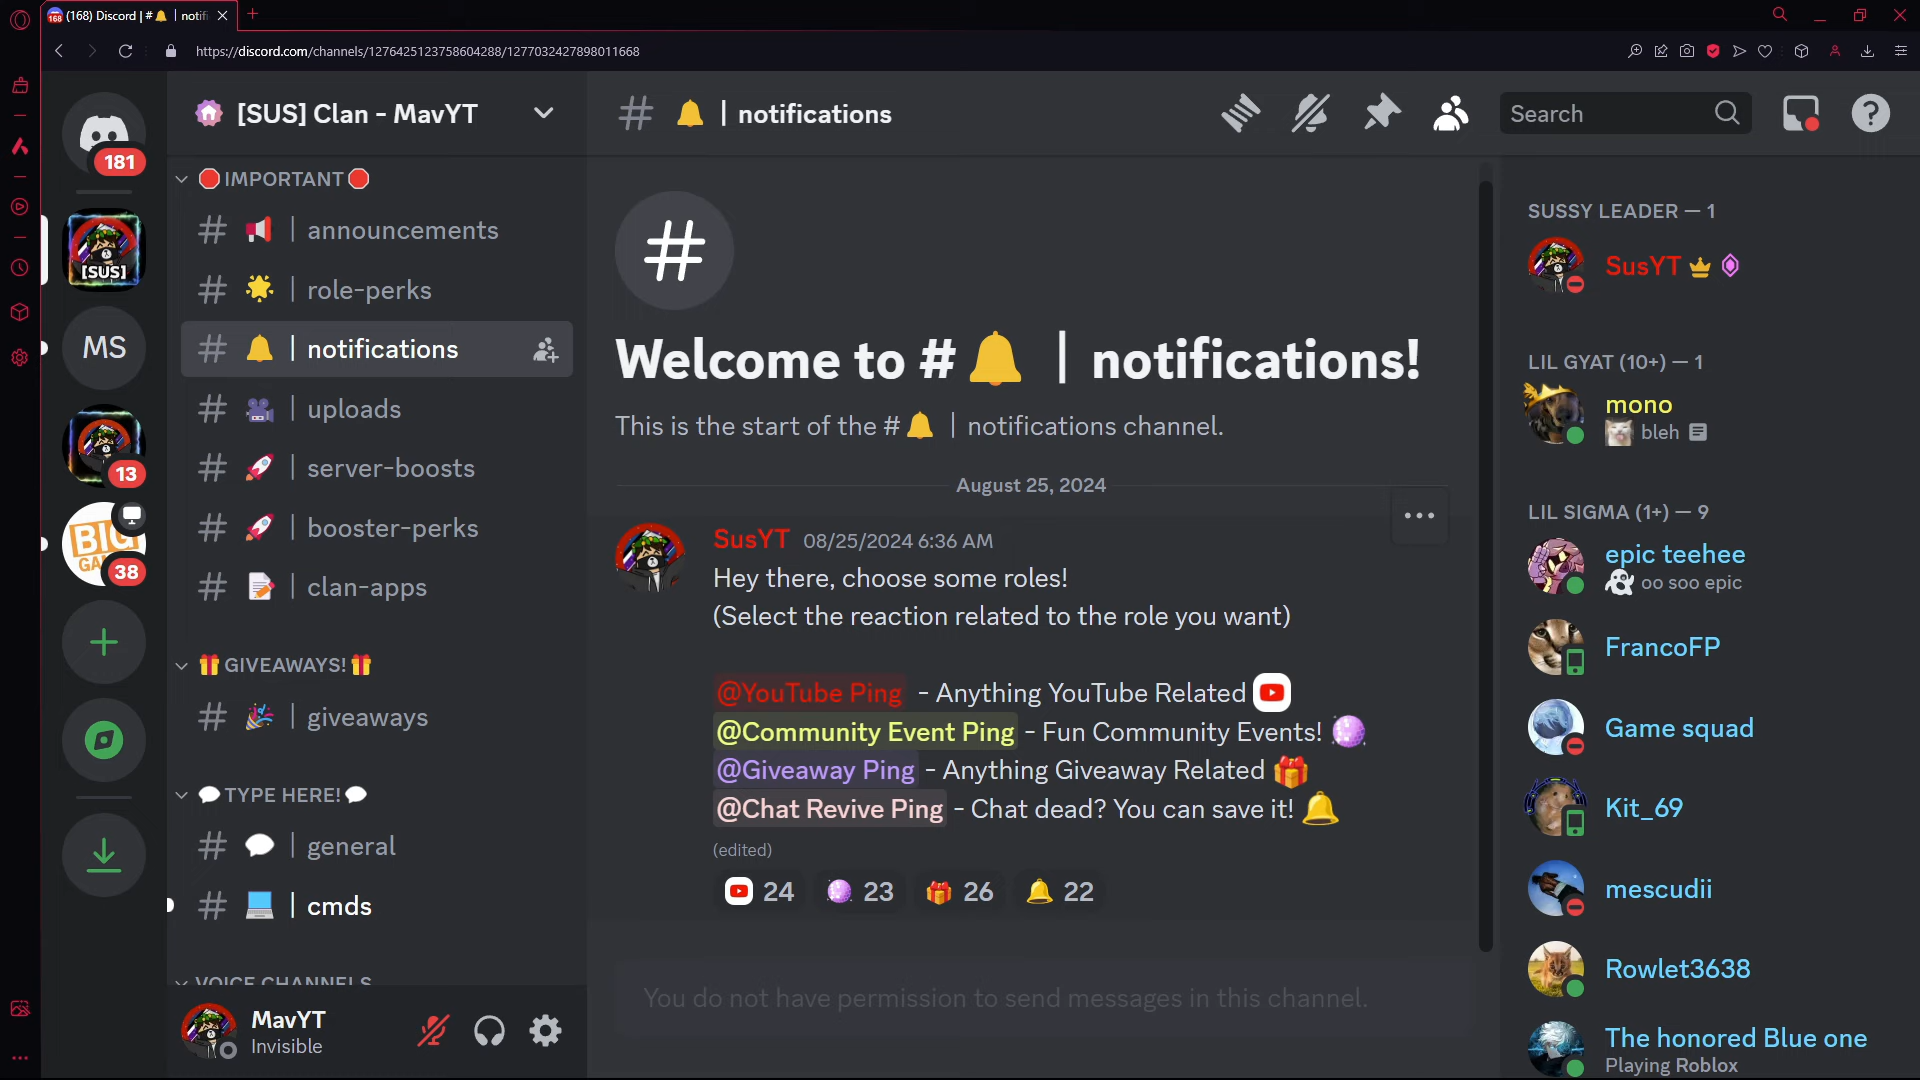 (168) Discord | # 🔔 | notifi
https://discord.com/channels/1276425123758604288/1277032427898011668
181
[SUS]
MS
13
BIG
GA
38
[SUS] Clan - MavYT
🛑 IMPORTANT 🛑
# 📢 | announcements
# 🌟 | role-perks
# 🔔 | notifications
# 🎥 | uploads
# 🚀 | server-boosts
# 🚀 | booster-perks
# 📝 | clan-apps
🎁 GIVEAWAYS! 🎁
# 🎉 | giveaways
💬 TYPE HERE! 💬
# 💬 | general
# 💻 | cmds
VOICE CHANNELS
MavYT
Invisible
# 🔔 | notifications
Search
Welcome to # 🔔 | notifications!
This is the start of the # 🔔 | notifications channel.
August 25, 2024
SusYT 08/25/2024 6:36 AM
Hey there, choose some roles!
(Select the reaction related to the role you want)
@YouTube Ping - Anything YouTube Related
@Community Event Ping - Fun Community Events!
@Giveaway Ping - Anything Giveaway Related 🎁
@Chat Revive Ping - Chat dead? You can save it! 🔔
(edited)
24 23 🎁 26 🔔 22
You do not have permission to send messages in this channel.
SUSSY LEADER — 1
SusYT
LIL GYAT (10+) — 1
mono
bleh
LIL SIGMA (1+) — 9
epic teehee
oo soo epic
FrancoFP
Game squad
Kit_69
mescudii
Rowlet3638
The honored Blue one
Playing Roblox